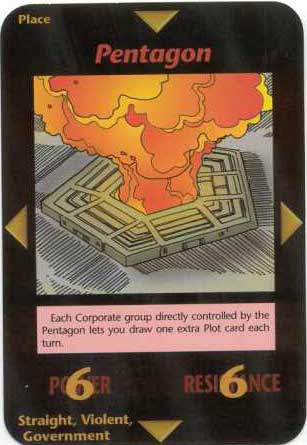 Place
Pentagon
Each Corporate group directly controlled by the
Pentagon lets you draw one extra Plot card each
turn.
POWER RESISTANCE
6 6
Straight, Violent,
Government